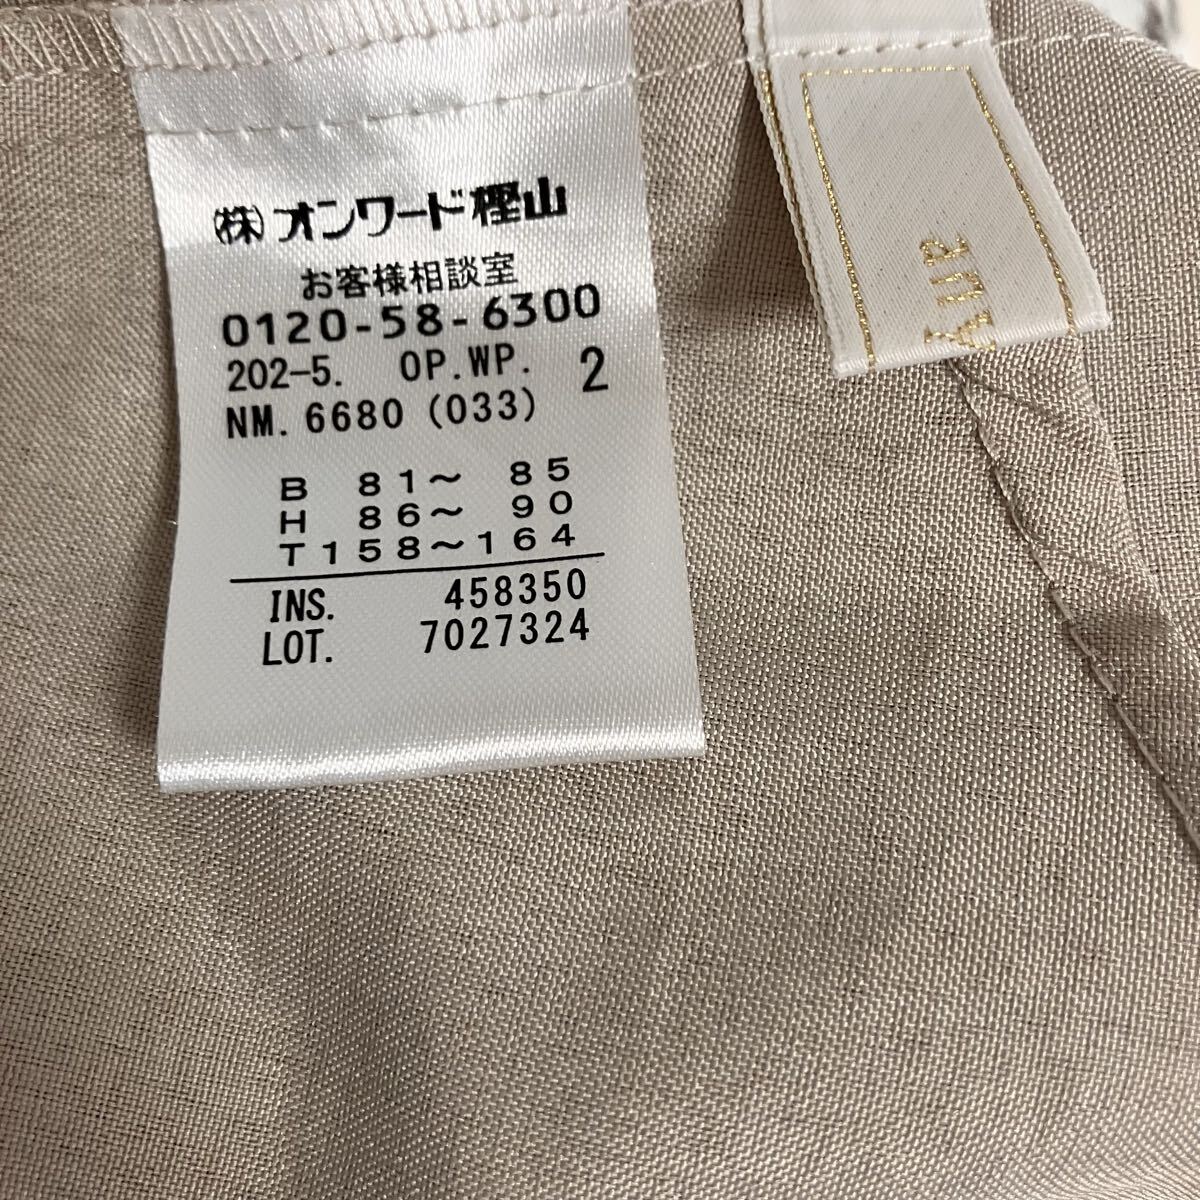 ㈱オンワード樫山
お客様相談室
0120-58-6300
202-5. OP.WP. 2
NM. 6680 (033)
B 81～ 85
H 86～ 90
T158～164
INS. 458350
LOT. 7027324